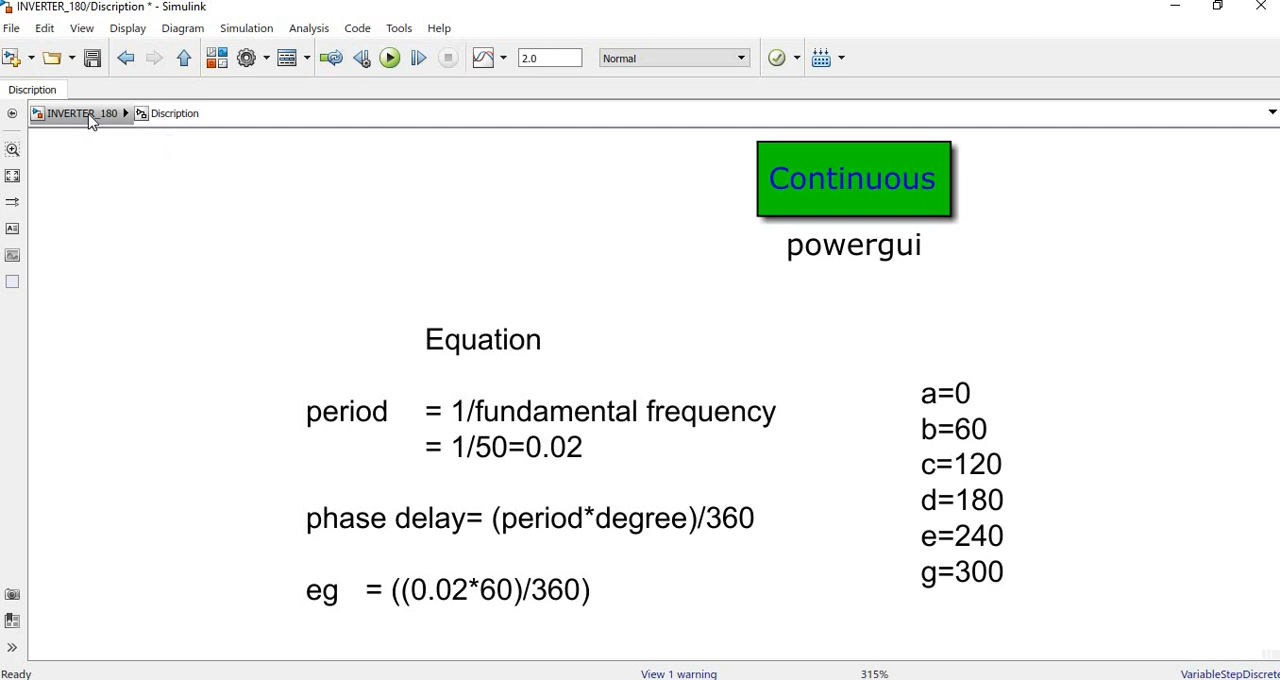 INVERTER_180/Discription * - Simulink
File Edit View Display Diagram Simulation Analysis Code Tools Help
2.0 Normal
Discription
INVERTER_180 Discription
Continuous
powergui
Equation
period = 1/fundamental frequency
= 1/50=0.02
phase delay= (period*degree)/360
eg = ((0.02*60)/360)
a=0
b=60
c=120
d=180
e=240
g=300
Ready View 1 warning 315% VariableStepDiscrete